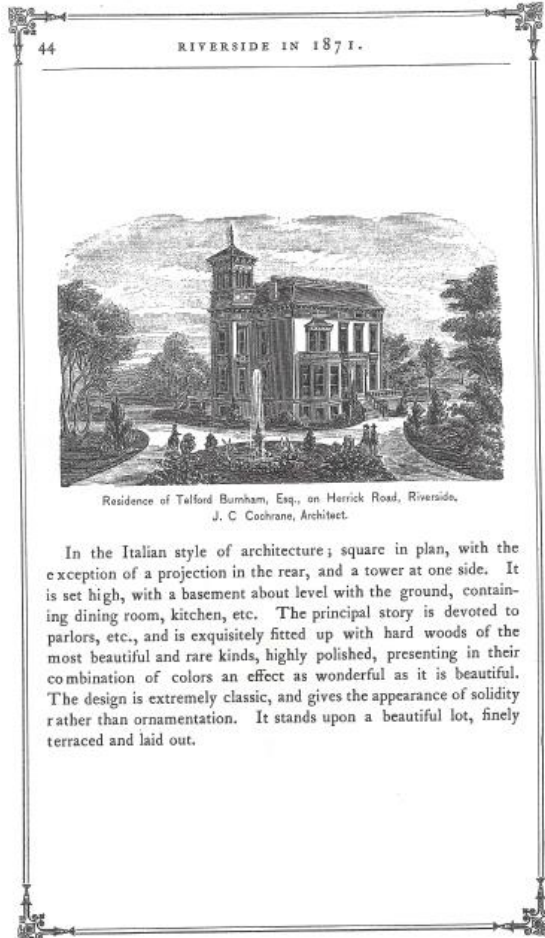 44
RIVERSIDE IN 1871.
Residence of Telford Burnham, Esq., on Herrick Road, Riverside.
J. C Cochrane, Architect.
In the Italian style of architecture; square in plan, with the
exception of a projection in the rear, and a tower at one side. It
is set high, with a basement about level with the ground, contain-
ing dining room, kitchen, etc. The principal story is devoted to
parlors, etc., and is exquisitely fitted up with hard woods of the
most beautiful and rare kinds, highly polished, presenting in their
combination of colors an effect as wonderful as it is beautiful.
The design is extremely classic, and gives the appearance of solidity
rather than ornamentation. It stands upon a beautiful lot, finely
terraced and laid out.